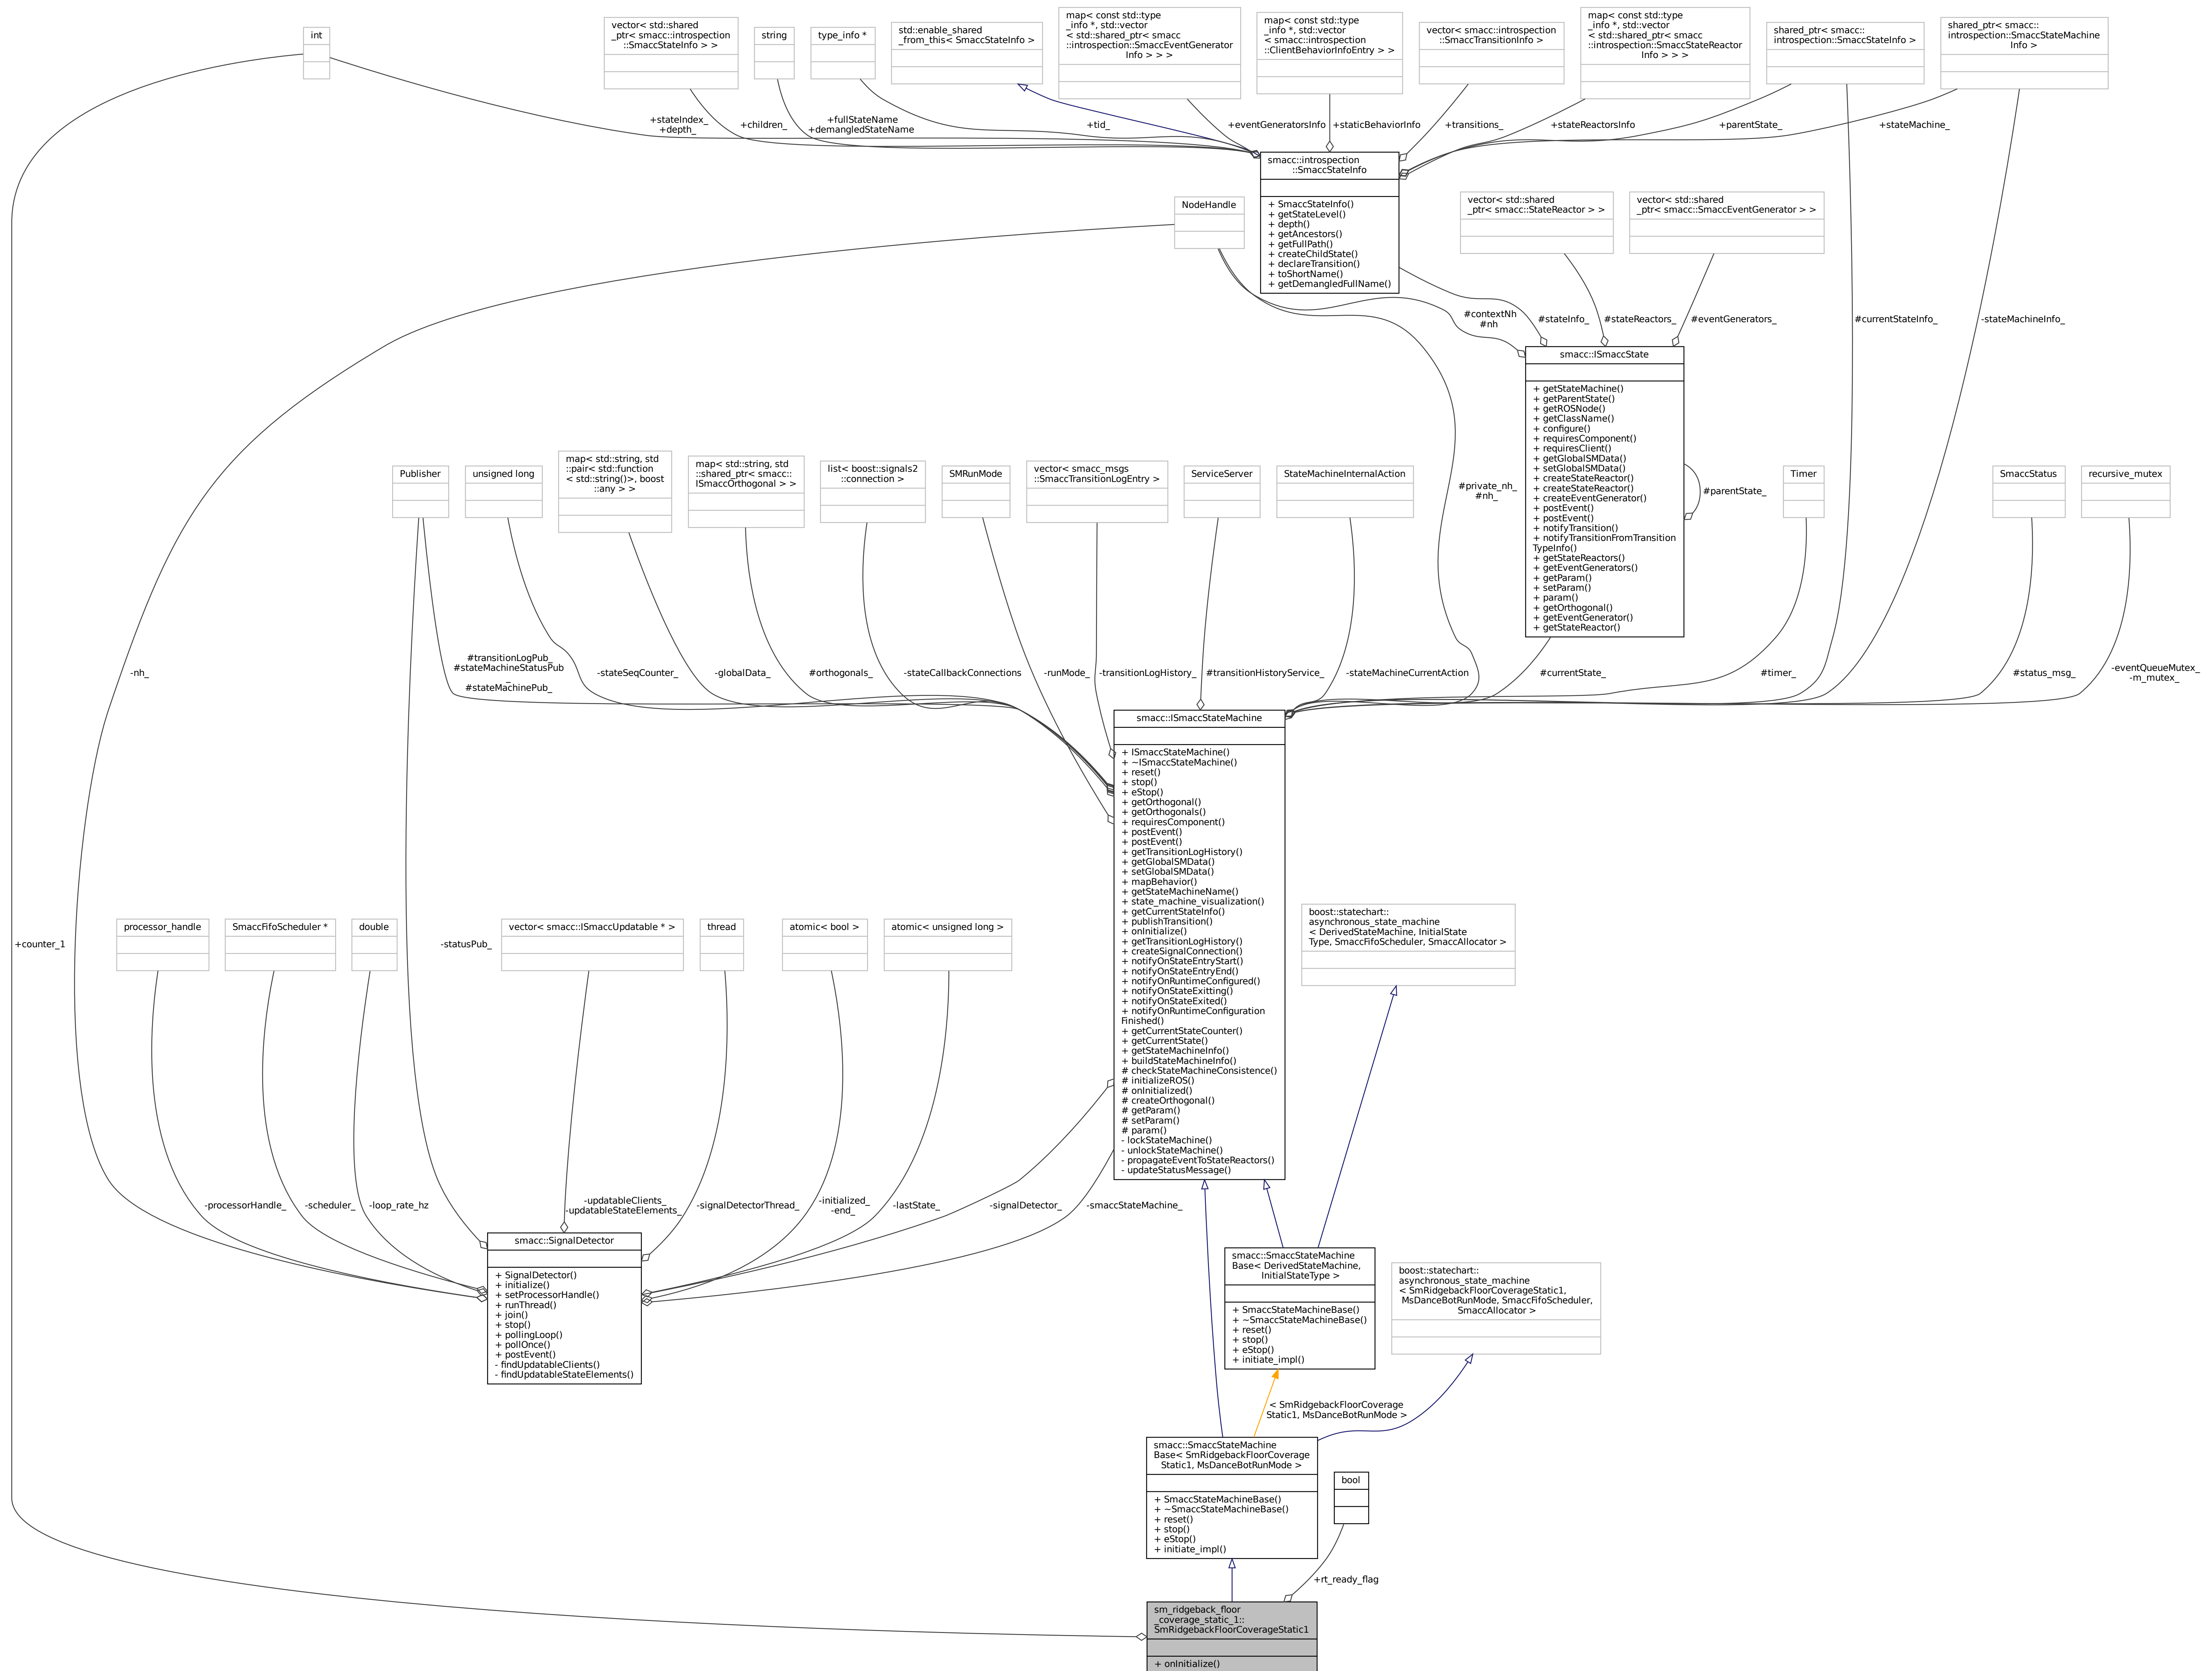 int
vector< std::shared
_ptr< smacc::introspection
::SmaccStateInfo > >
string
type_info *
std::enable_shared
_from_this< SmaccStateInfo >
map< const std::type
_info *, std::vector
< std::shared_ptr< smacc
::introspection::SmaccEventGenerator
Info > > >
map< const std::type
_info *, std::vector
< smacc::introspection
::ClientBehaviorInfoEntry > >
vector< smacc::introspection
::SmaccTransitionInfo >
map< const std::type
_info *, std::vector
< std::shared_ptr< smacc
::introspection::SmaccStateReactor
Info > > >
shared_ptr< smacc::
introspection::SmaccStateInfo >
shared_ptr< smacc::
introspection::SmaccStateMachine
Info >
+stateIndex_
+depth_
+children_
+fullStateName
+demangledStateName
+tid_
+eventGeneratorsInfo
+staticBehaviorInfo
+transitions_
+stateReactorsInfo
+parentState_
+stateMachine_
smacc::introspection
::SmaccStateInfo
+ SmaccStateInfo()
+ getStateLevel()
+ depth()
+ getAncestors()
+ getFullPath()
+ createChildState()
+ declareTransition()
+ toShortName()
+ getDemangledFullName()
NodeHandle
vector< std::shared
_ptr< smacc::StateReactor > >
vector< std::shared
_ptr< smacc::SmaccEventGenerator > >
#contextNh
#nh
#stateInfo_
#stateReactors_
#eventGenerators_
#currentStateInfo_
-stateMachineInfo_
smacc::ISmaccState
+ getStateMachine()
+ getParentState()
+ getROSNode()
+ getClassName()
+ configure()
+ requiresComponent()
+ requiresClient()
+ getGlobalSMData()
+ setGlobalSMData()
+ createStateReactor()
+ createStateReactor()
+ createEventGenerator()
+ postEvent()
+ postEvent()
+ notifyTransition()
+ notifyTransitionFromTransition
TypeInfo()
+ getStateReactors()
+ getEventGenerators()
+ getParam()
+ setParam()
+ param()
+ getOrthogonal()
+ getEventGenerator()
+ getStateReactor()
#parentState_
Publisher
unsigned long
map< std::string, std
::pair< std::function
< std::string()>, boost
::any > >
map< std::string, std
::shared_ptr< smacc::
ISmaccOrthogonal > >
list< boost::signals2
::connection >
SMRunMode
vector< smacc_msgs
::SmaccTransitionLogEntry >
ServiceServer
StateMachineInternalAction
#private_nh_
#nh_
Timer
SmaccStatus
recursive_mutex
-nh_
#transitionLogPub_
#stateMachineStatusPub
_
#stateMachinePub_
-stateSeqCounter_
-globalData_
#orthogonals_
-stateCallbackConnections
-runMode_
-transitionLogHistory_
#transitionHistoryService_
-stateMachineCurrentAction
#currentState_
#timer_
#status_msg_
-eventQueueMutex_
-m_mutex_
smacc::ISmaccStateMachine
+ ISmaccStateMachine()
+ ~ISmaccStateMachine()
+ reset()
+ stop()
+ eStop()
+ getOrthogonal()
+ getOrthogonals()
+ requiresComponent()
+ postEvent()
+ postEvent()
+ getTransitionLogHistory()
+ getGlobalSMData()
+ setGlobalSMData()
+ mapBehavior()
+ getStateMachineName()
+ state_machine_visualization()
+ getCurrentStateInfo()
+ publishTransition()
+ onInitialize()
+ getTransitionLogHistory()
+ createSignalConnection()
+ notifyOnStateEntryStart()
+ notifyOnStateEntryEnd()
+ notifyOnRuntimeConfigured()
+ notifyOnStateExitting()
+ notifyOnStateExited()
+ notifyOnRuntimeConfiguration
Finished()
+ getCurrentStateCounter()
+ getCurrentState()
+ getStateMachineInfo()
+ buildStateMachineInfo()
# checkStateMachineConsistence()
# initializeROS()
# onInitialized()
# createOrthogonal()
# getParam()
# setParam()
# param()
- lockStateMachine()
- unlockStateMachine()
- propagateEventToStateReactors()
- updateStatusMessage()
+counter_1
processor_handle
SmaccFifoScheduler *
double
-statusPub_
vector< smacc::ISmaccUpdatable * >
thread
atomic< bool >
atomic< unsigned long >
boost::statechart::
asynchronous_state_machine
< DerivedStateMachine, InitialState
Type, SmaccFifoScheduler, SmaccAllocator >
-processorHandle_
-scheduler_
-loop_rate_hz
-updatableClients_
-updatableStateElements_
-signalDetectorThread_
-initialized_
-end_
-lastState_
-signalDetector_
-smaccStateMachine_
smacc::SignalDetector
+ SignalDetector()
+ initialize()
+ setProcessorHandle()
+ runThread()
+ join()
+ stop()
+ pollingLoop()
+ pollOnce()
+ postEvent()
- findUpdatableClients()
- findUpdatableStateElements()
smacc::SmaccStateMachine
Base< DerivedStateMachine,
InitialStateType >
+ SmaccStateMachineBase()
+ ~SmaccStateMachineBase()
+ reset()
+ stop()
+ eStop()
+ initiate_impl()
boost::statechart::
asynchronous_state_machine
< SmRidgebackFloorCoverageStatic1,
MsDanceBotRunMode, SmaccFifoScheduler,
SmaccAllocator >
< SmRidgebackFloorCoverage
Static1, MsDanceBotRunMode >
smacc::SmaccStateMachine
Base< SmRidgebackFloorCoverage
Static1, MsDanceBotRunMode >
+ SmaccStateMachineBase()
+ ~SmaccStateMachineBase()
+ reset()
+ stop()
+ eStop()
+ initiate_impl()
bool
+rt_ready_flag
sm_ridgeback_floor
_coverage_static_1::
SmRidgebackFloorCoverageStatic1
+ onInitialize()